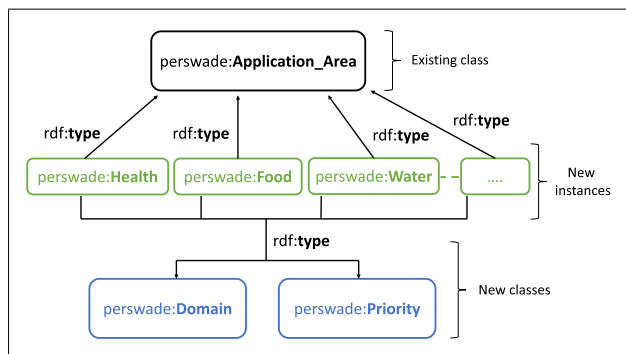 perswade:Application_Area
Existing class
rdf:type
rdf:type
rdf:type
rdf:type
perswade:Health
perswade:Food
perswade:Water
....
New
instances
rdf:type
perswade:Domain
perswade:Priority
New classes